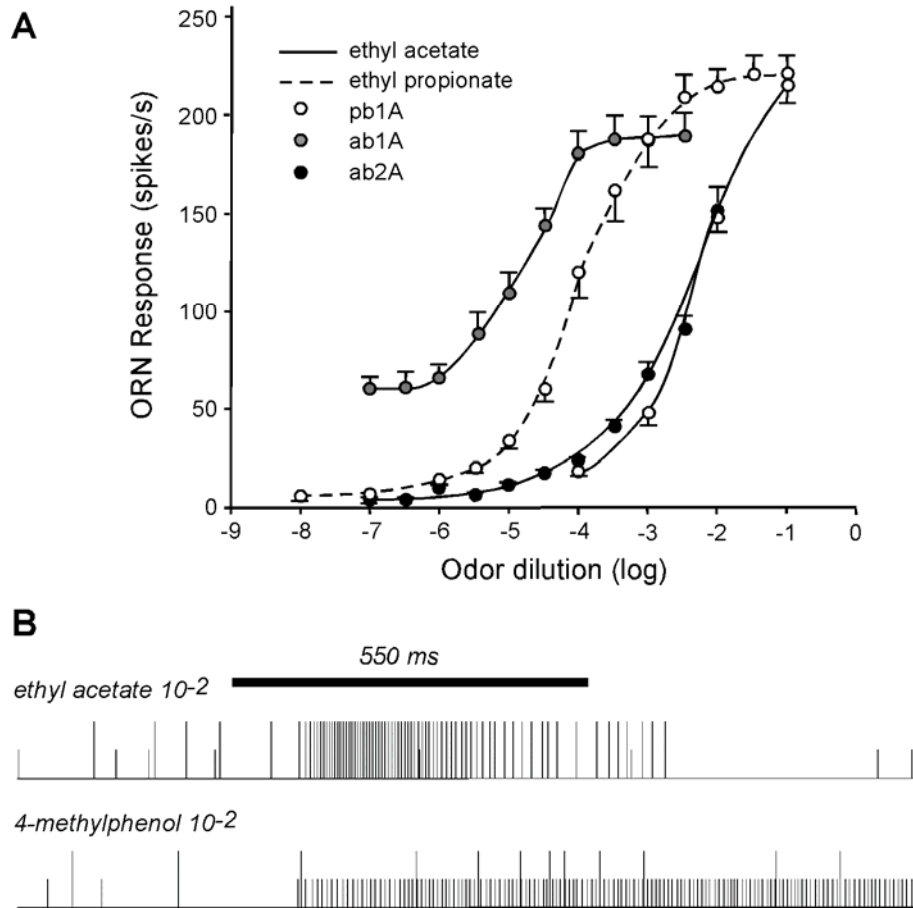 A
ORN Response (spikes/s)
250
200
150
100
50
0
ethyl acetate
ethyl propionate
pb1A
ab1A
ab2A
-9 -8 -7 -6 -5 -4 -3 -2 -1 0
Odor dilution (log)
B
550 ms
ethyl acetate 10-2
4-methylphenol 10-2